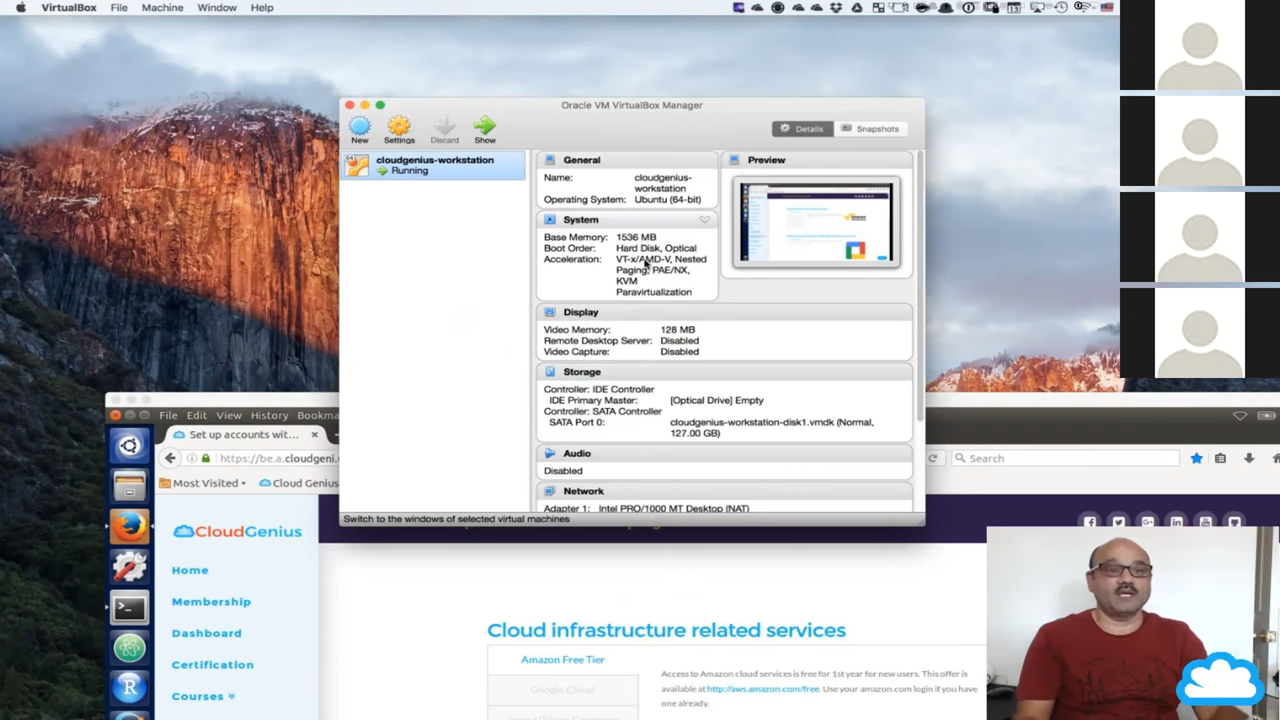 VirtualBox File Machine Window Help
Oracle VM VirtualBox Manager
New Settings Discard Show
Details Snapshots
cloudgenius-workstation
Running
General
Name: cloudgenius-
workstation
Operating System: Ubuntu (64-bit)
Preview
System
Base Memory: 1536 MB
Boot Order: Hard Disk, Optical
Acceleration: VT-x/AMD-V, Nested
Paging, PAE/NX,
KVM
Paravirtualization
Display
Video Memory: 128 MB
Remote Desktop Server: Disabled
Video Capture: Disabled
Storage
Controller: IDE Controller
IDE Primary Master: [Optical Drive] Empty
Controller: SATA Controller
SATA Port 0: cloudgenius-workstation-disk1.vmdk (Normal,
127.00 GB)
Audio
Disabled
Network
Adapter 1: Intel PRO/1000 MT Desktop (NAT)
Switch to the windows of selected virtual machines
File Edit View History Bookma
Set up accounts wit...
https://be.a.cloudgeni
Search
Most Visited Cloud Genius
CloudGenius
Home
Membership
Dashboard
Certification
Courses
Cloud infrastructure related services
Amazon Free Tier
Google Cloud
Access to Amazon cloud services is free for 1st year for new users. This offer is
available at http://aws.amazon.com/free. Use your amazon.com login if you have
one already.